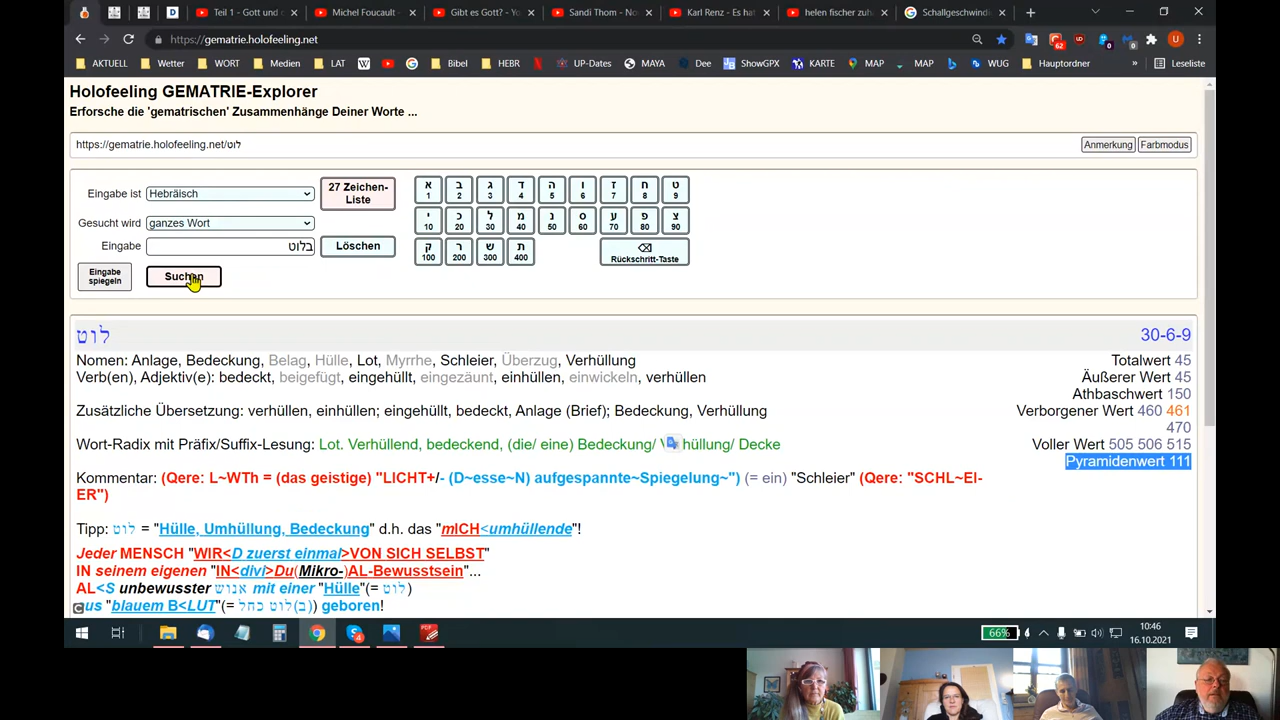 Teil 1 - Gott und
Michel Foucault -
Gibt es Gott? - Yo
Sandi Thom - No
Karl Renz - Es ha
helen fischer zuh
Schallgeschwindig
https://gematrie.holofeeling.net
62
0
0
U
AKTUELL
Wetter
WORT
Medien
LAT
W
Bibel
HEBR
UP-Dates
MAYA
Dee
ShowGPX
KARTE
MAP
MAP
WUG
Hauptordner
»
Leseliste
Holofeeling GEMATRIE-Explorer
Erforsche die 'gematrischen' Zusammenhänge Deiner Worte ...
https://gematrie.holofeeling.net/לוט
Anmerkung Farbmodus
Eingabe ist Hebräisch
27 Zeichen-Liste
Gesucht wird ganzes Wort
Eingabe בלוט
Löschen
Eingabe spiegeln
Suchen
א ב ג ד ה ו ז ח ט
1 2 3 4 5 6 7 8 9
י כ ל מ נ ס ע פ צ
10 20 30 40 50 60 70 80 90
ק ר ש ת
100 200 300 400
Rückschritt-Taste
לוט 30-6-9
Nomen: Anlage, Bedeckung, Belag, Hülle, Lot, Myrrhe, Schleier, Überzug, Verhüllung
Totalwert 45
Verb(en), Adjektiv(e): bedeckt, beigefügt, eingehüllt, eingezäunt, einhüllen, einwickeln, verhüllen
Äußerer Wert 45
Athbaschwert 150
Zusätzliche Übersetzung: verhüllen, einhüllen; eingehüllt, bedeckt, Anlage (Brief); Bedeckung, Verhüllung
Verborgener Wert 460 461
470
Wort-Radix mit Präfix/Suffix-Lesung: Lot. Verhüllend, bedeckend, (die/ eine) Bedeckung/ hüllung/ Decke
Voller Wert 505 506 515
Pyramidenwert 111
Kommentar: (Qere: L~WTh = (das geistige) "LICHT+/- (D~esse~N) aufgespannte~Spiegelung~") (= ein) "Schleier" (Qere: "SCHL~EI-
ER")
Tipp: לוט = "Hülle, Umhüllung, Bedeckung" d.h. das "mICH<umhüllende"!
Jeder MENSCH "WIR<D zuerst einmal>VON SICH SELBST"
IN seinem eigenen "IN<divi>Du(Mikro-)AL-Bewusstsein"...
AL<S unbewusster אנוש mit einer "Hülle"(= לוט)
us "blauem B<LUT"(= ב)לוט כחל)) geboren!
66%
10:46
16.10.2021